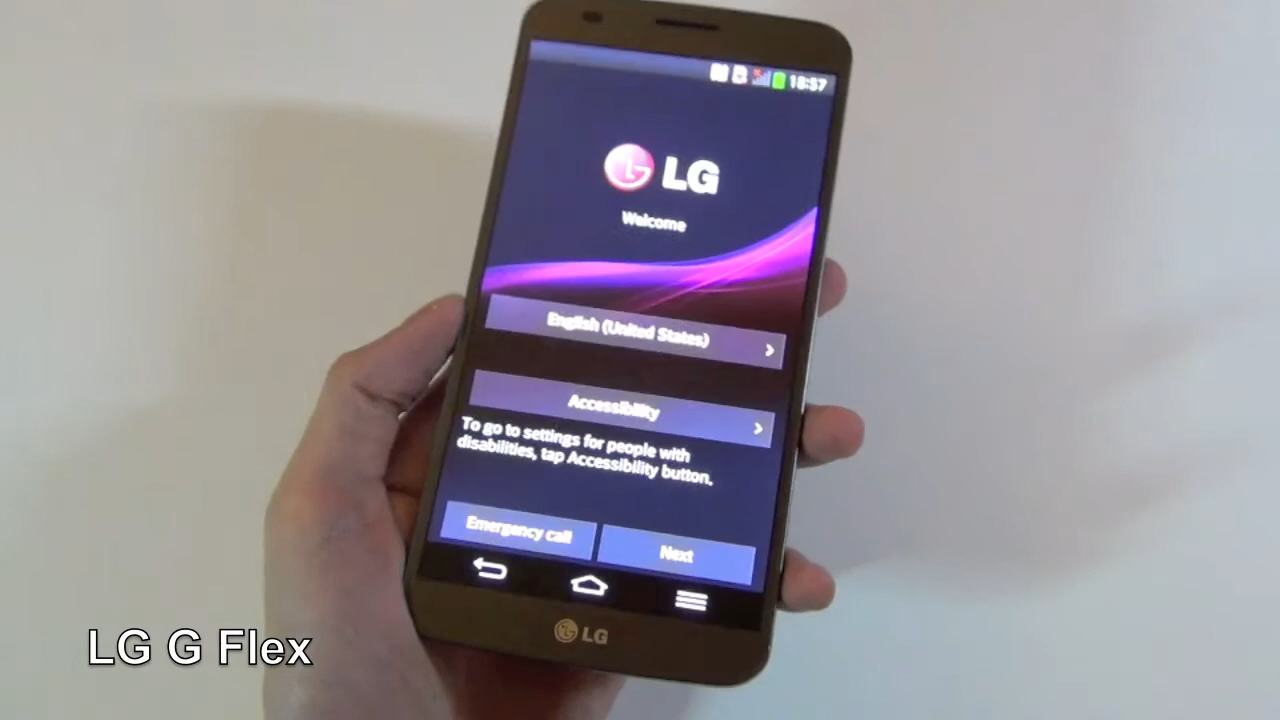 18:57
LG
Welcome
English (United States)
Accessibility
To go to settings for people with
disabilities, tap Accessibility button.
Emergency call
Next
LG
LG G Flex